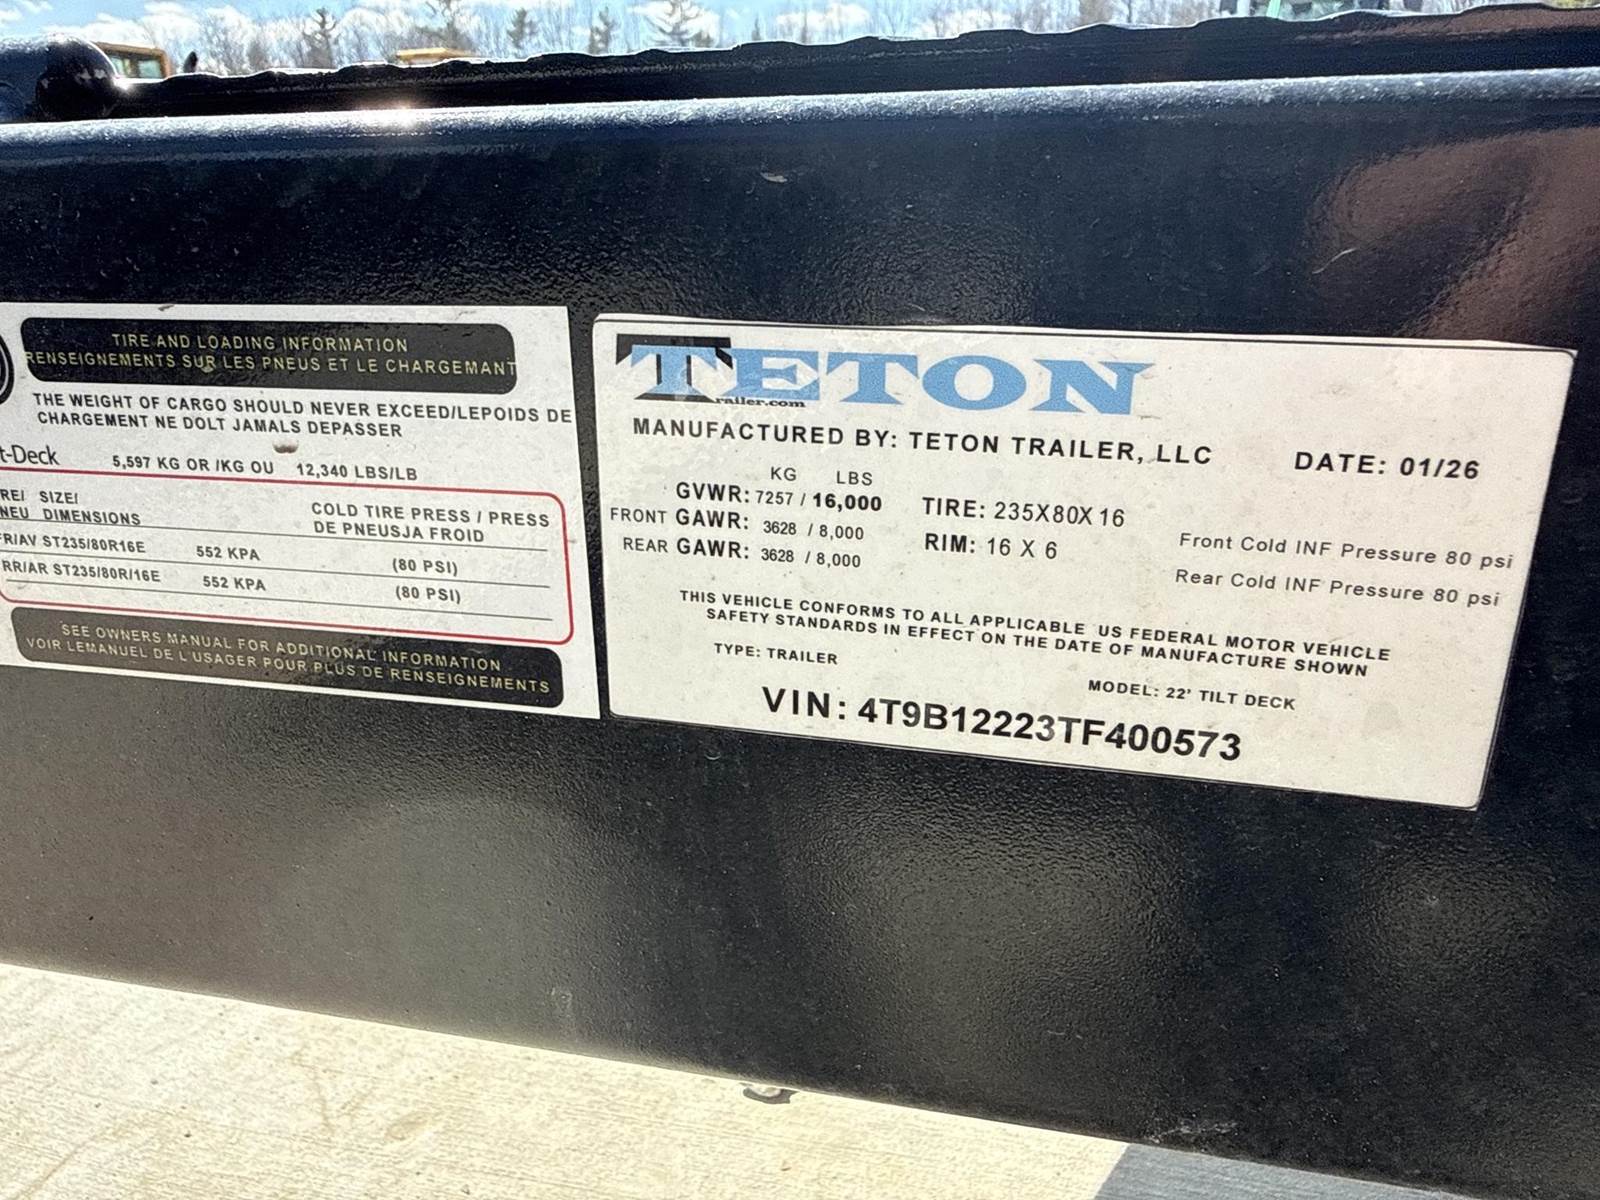 TIRE AND LOADING INFORMATION
RENSEIGNEMENTS SUR LES PNEUS ET LE CHARGEMANT
THE WEIGHT OF CARGO SHOULD NEVER EXCEED/LEPOIDS DE
CHARGEMENT NE DOLT JAMALS DEPASSER
t-Deck 5,597 KG OR /KG OU 12,340 LBS/LB
RE/ SIZE/ COLD TIRE PRESS / PRESS
NEU DIMENSIONS DE PNEUSJA FROID
FR/AV ST235/80R16E 552 KPA (80 PSI)
RR/AR ST235/80R/16E 552 KPA (80 PSI)
SEE OWNERS MANUAL FOR ADDITIONAL INFORMATION
VOIR LEMANUEL DE L'USAGER POUR PLUS DE RENSEIGNEMENTS
TETON
railer.com
MANUFACTURED BY: TETON TRAILER, LLC DATE: 01/26
KG LBS
GVWR: 7257 / 16,000 TIRE: 235X80X16
FRONT GAWR: 3628 / 8,000 RIM: 16 X 6 Front Cold INF Pressure 80 psi
REAR GAWR: 3628 / 8,000 Rear Cold INF Pressure 80 psi
THIS VEHICLE CONFORMS TO ALL APPLICABLE US FEDERAL MOTOR VEHICLE
SAFETY STANDARDS IN EFFECT ON THE DATE OF MANUFACTURE SHOWN
TYPE: TRAILER MODEL: 22' TILT DECK
VIN: 4T9B12223TF400573